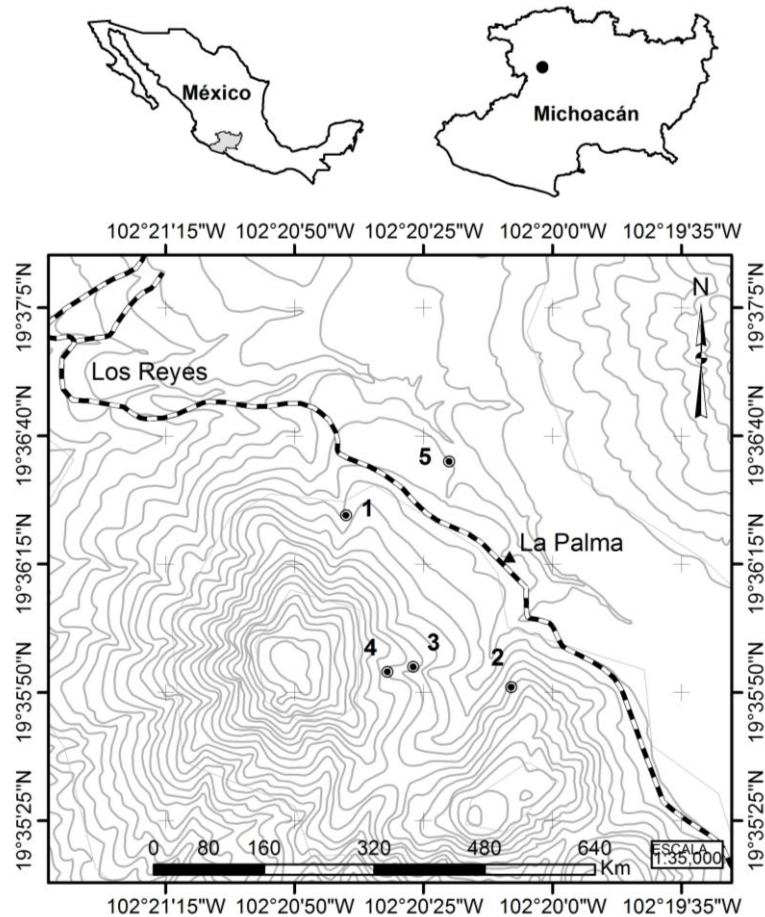 México
Michoacán
102°21'15"W 102°20'50"W 102°20'25"W 102°20'0"W 102°19'35"W
19°37'5"N
19°37'5"N
N
Los Reyes
19°36'40"N
19°36'40"N
5
1
19°36'15"N
La Palma
19°36'15"N
4
3
2
19°35'50"N
19°35'50"N
19°35'25"N
19°35'25"N
0 80 160 320 480 640
Km
ESCALA
1:35,000
102°21'15"W 102°20'50"W 102°20'25"W 102°20'0"W 102°19'35"W